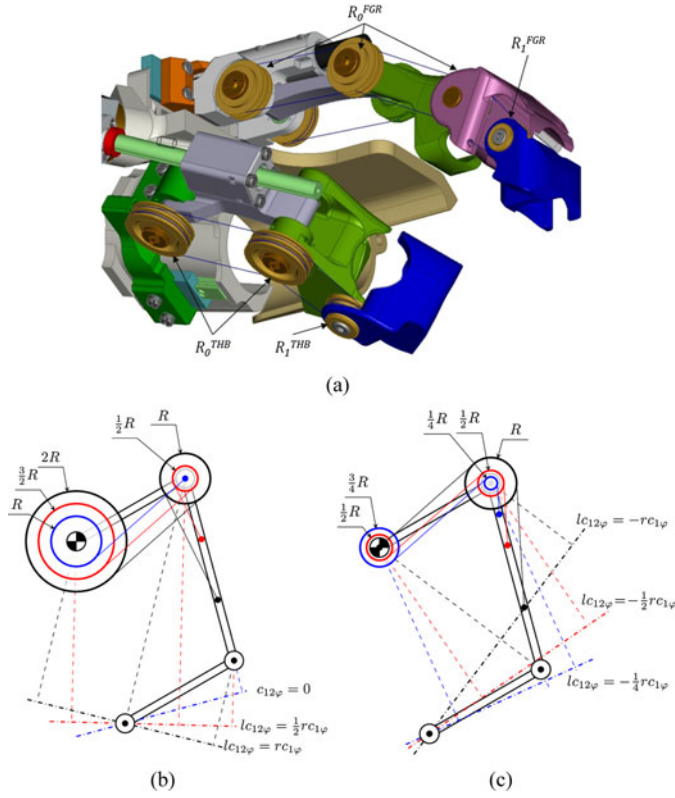 R₀ᶠᴳᴿ
R₁ᶠᴳᴿ
R₀ᵀᴴᴮ
R₁ᵀᴴᴮ
(a)
½R
R
2R
3/2R
R
c₁₂φ = 0
lc₁₂φ = ½rc₁φ
lc₁₂φ = rc₁φ
(b)
½R
¼R
R
¾R
½R
lc₁₂φ = −rc₁φ
lc₁₂φ = −½rc₁φ
lc₁₂φ = −¼rc₁φ
(c)